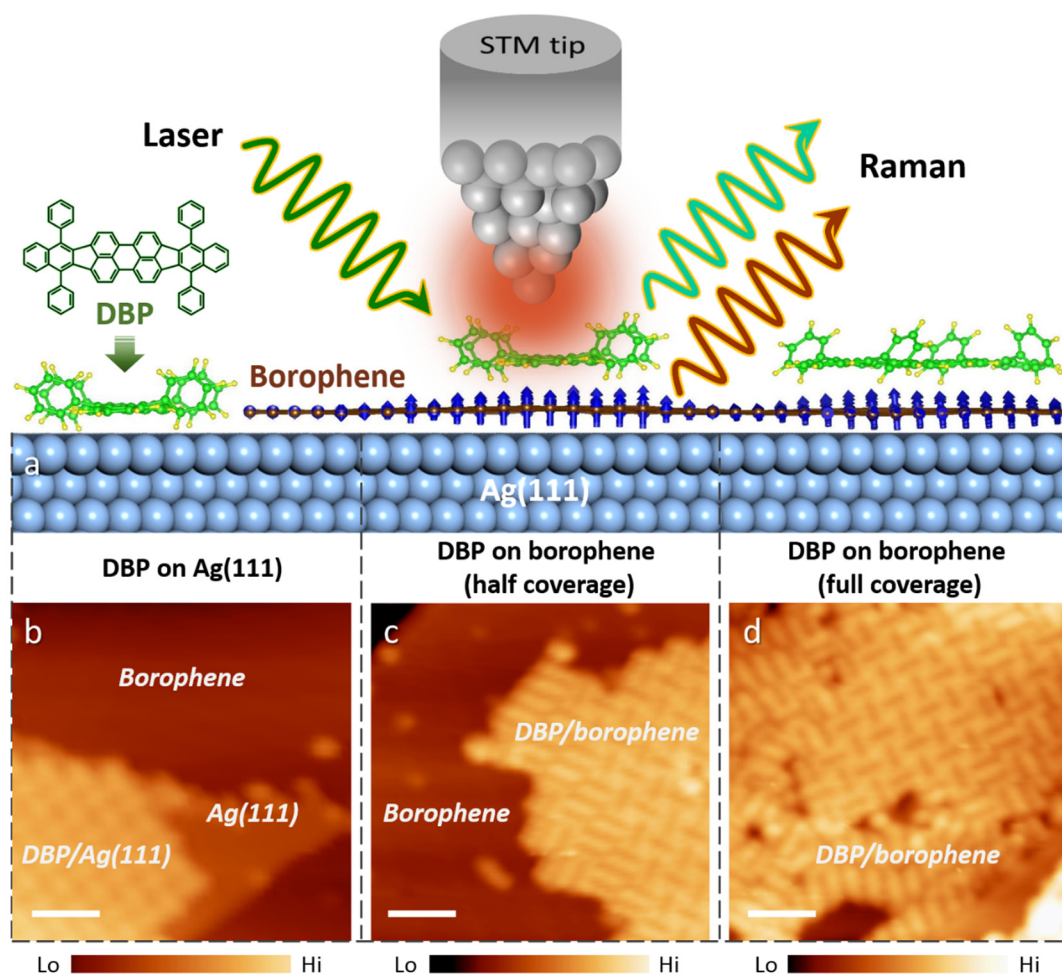 STM tip
Laser
Raman
DBP
Borophene
a
Ag(111)
DBP on Ag(111)
DBP on borophene
(half coverage)
DBP on borophene
(full coverage)
b
Borophene
Ag(111)
DBP/Ag(111)
c
DBP/borophene
Borophene
d
DBP/borophene
Lo Hi
Lo Hi
Lo Hi